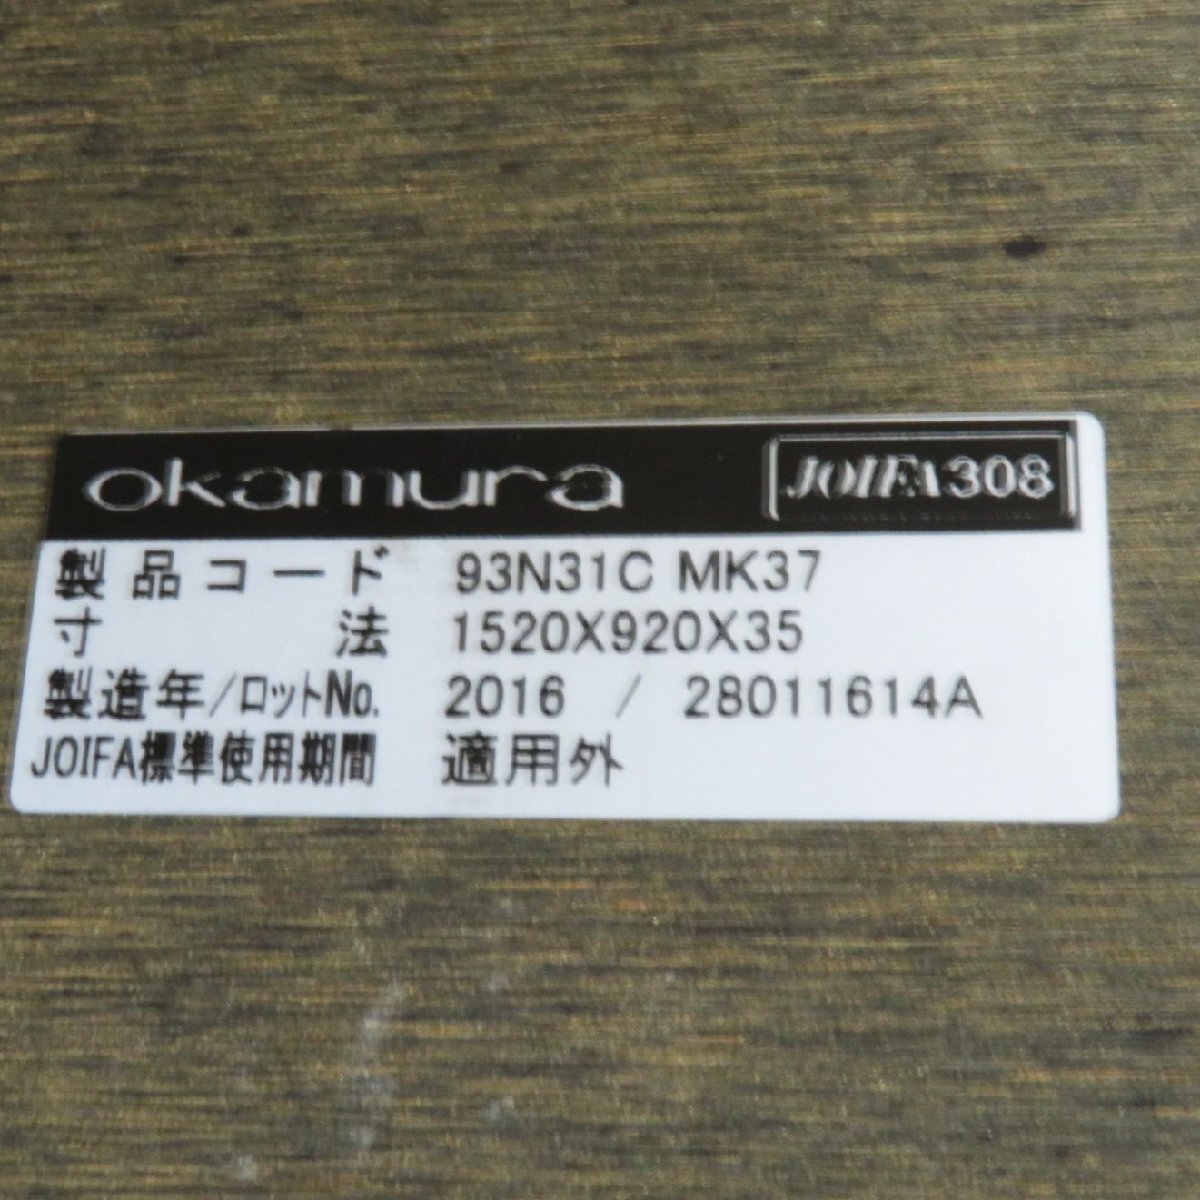 okamura JOIFA308
製品コード 93N31C MK37
寸法 1520X920X35
製造年/ロットNo. 2016 / 28011614A
JOIFA標準使用期間 適用外